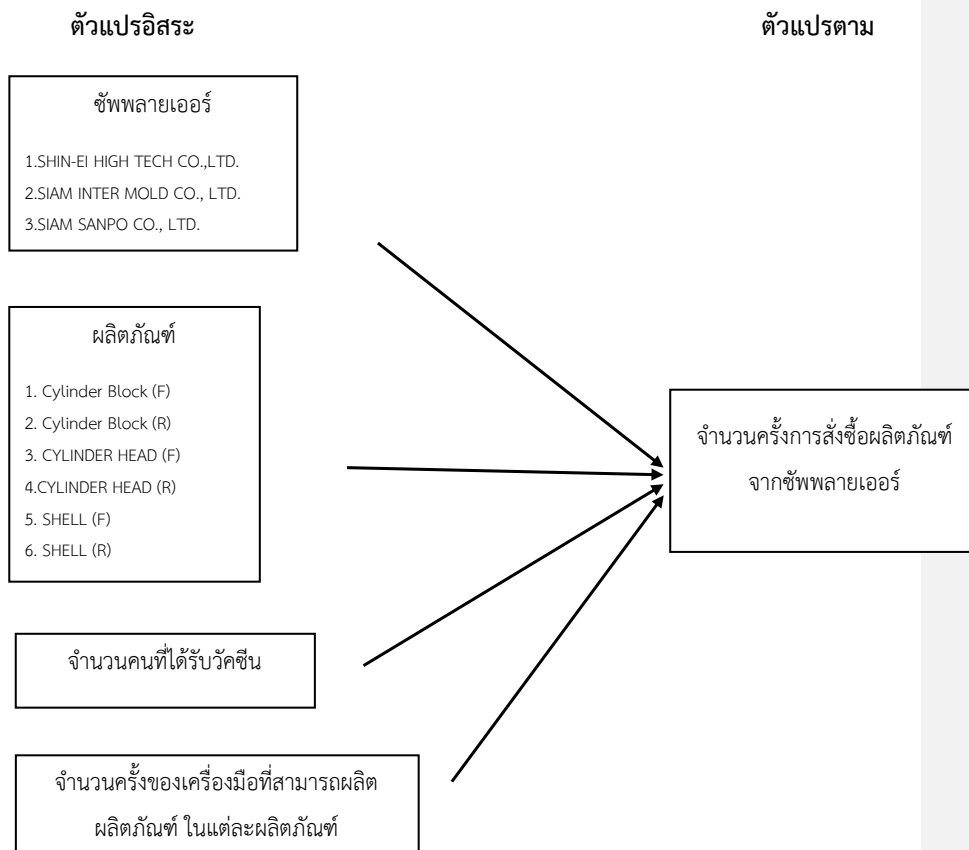 ตัวแปรอิสระ
ตัวแปรตาม
ซัพพลายเออร์
1.SHIN-EI HIGH TECH CO.,LTD.
2.SIAM INTER MOLD CO., LTD.
3.SIAM SANPO CO., LTD.
ผลิตภัณฑ์
1. Cylinder Block (F)
2. Cylinder Block (R)
3. CYLINDER HEAD (F)
4.CYLINDER HEAD (R)
5. SHELL (F)
6. SHELL (R)
จำนวนครั้งการสั่งซื้อผลิตภัณฑ์
จากซัพพลายเออร์
จำนวนคนที่ได้รับวัคซีน
จำนวนครั้งของเครื่องมือที่สามารถผลิต
ผลิตภัณฑ์ ในแต่ละผลิตภัณฑ์